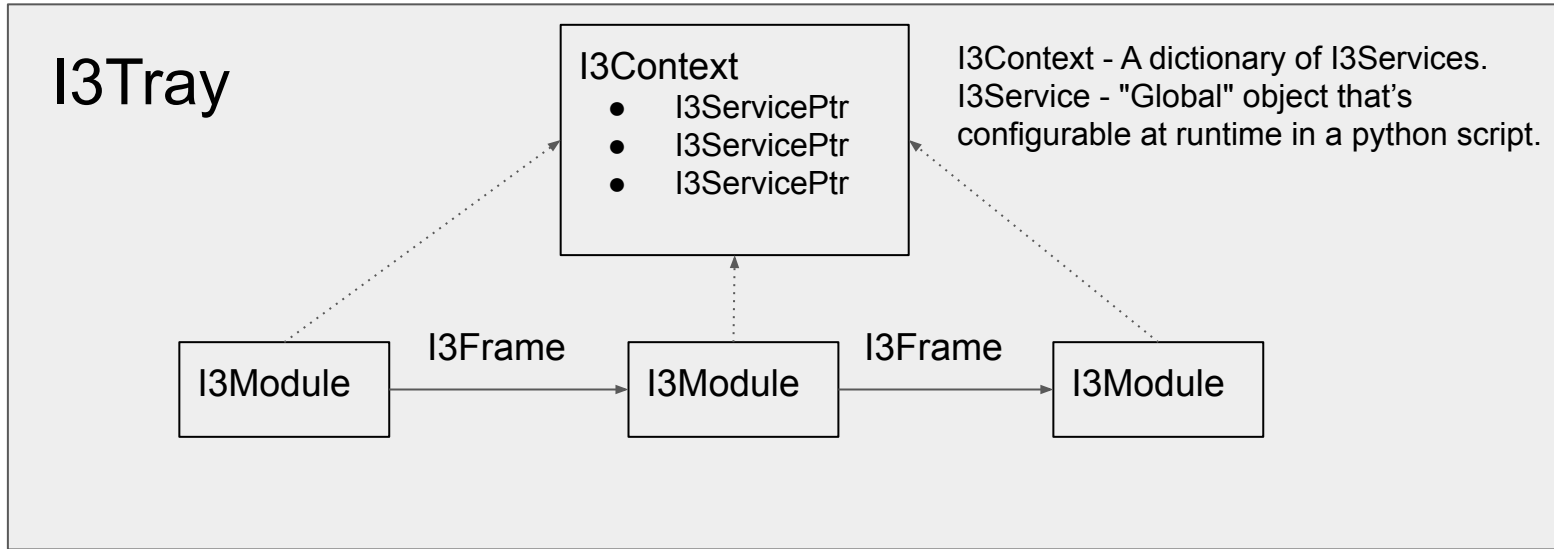 I3Tray
I3Context
● I3ServicePtr
● I3ServicePtr
● I3ServicePtr
I3Context - A dictionary of I3Services.
I3Service - "Global" object that’s
configurable at runtime in a python script.
I3Module
I3Frame
I3Module
I3Frame
I3Module